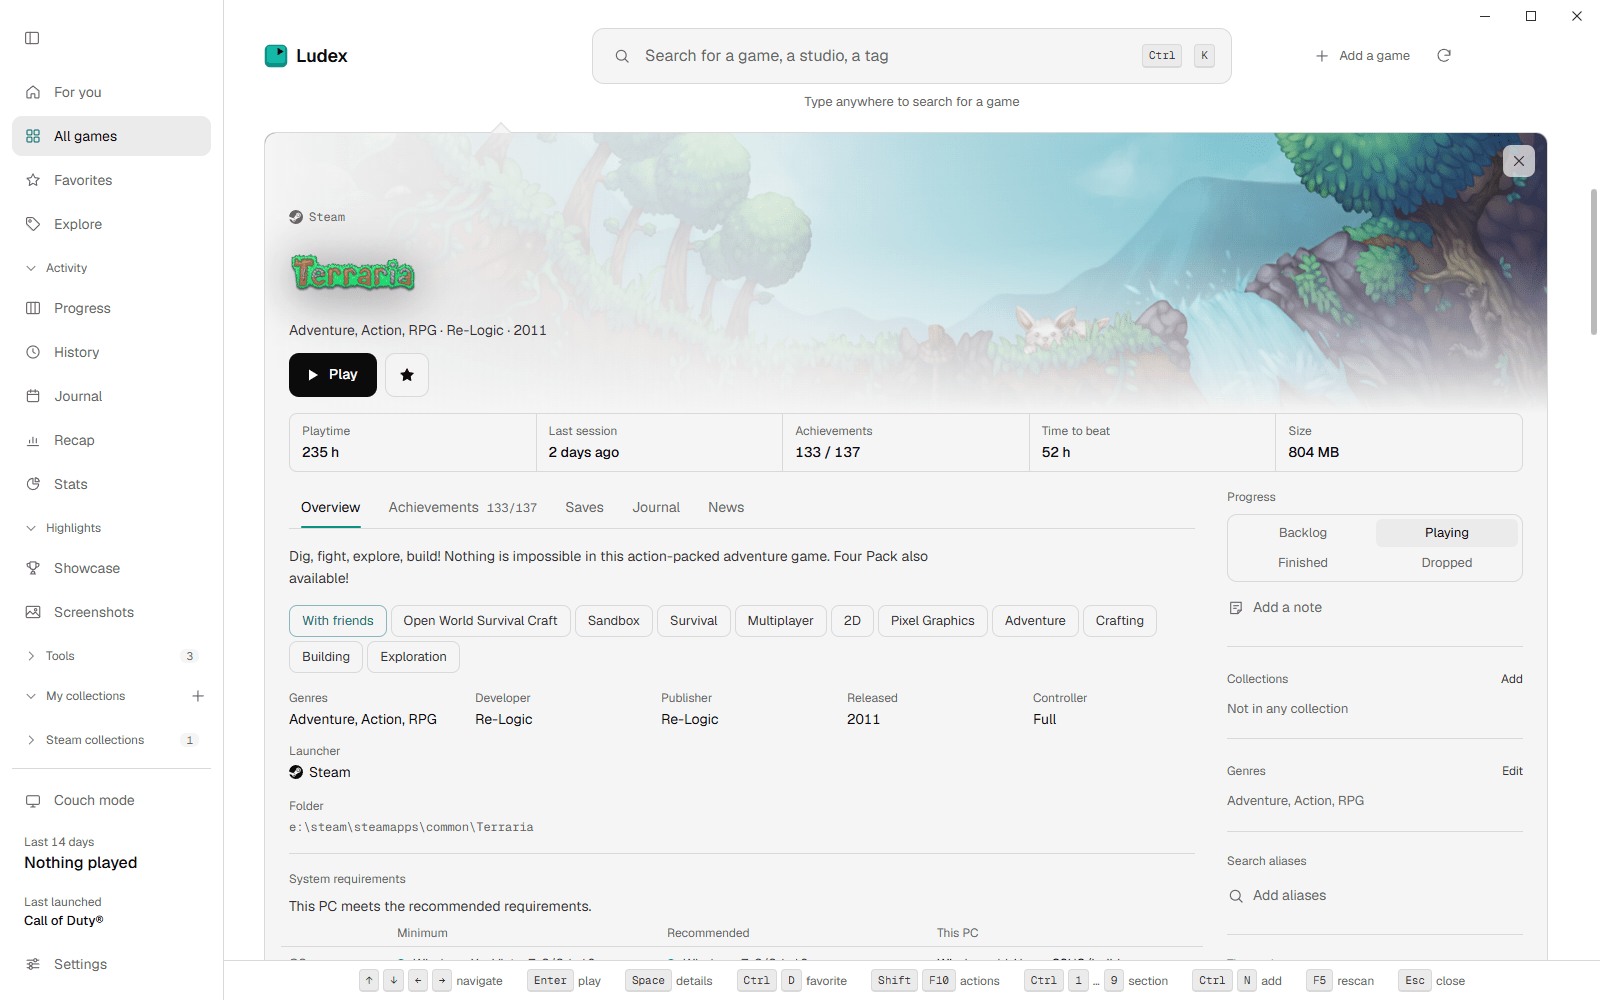 Ludex
Search for a game, a studio, a tag
Ctrl K
Add a game
Type anywhere to search for a game
For you
All games
Favorites
Explore
Activity
Progress
History
Journal
Recap
Stats
Highlights
Showcase
Screenshots
Tools 3
My collections
Steam collections 1
Couch mode
Last 14 days
Nothing played
Last launched
Call of Duty®
Settings
Steam
Terraria
Adventure, Action, RPG · Re-Logic · 2011
Play
Playtime
235 h
Last session
2 days ago
Achievements
133 / 137
Time to beat
52 h
Size
804 MB
Overview Achievements 133/137 Saves Journal News
Dig, fight, explore, build! Nothing is impossible in this action-packed adventure game. Four Pack also
available!
With friends Open World Survival Craft Sandbox Survival Multiplayer 2D Pixel Graphics Adventure Crafting
Building Exploration
Genres
Adventure, Action, RPG
Developer
Re-Logic
Publisher
Re-Logic
Released
2011
Controller
Full
Launcher
Steam
Folder
e:\steam\steamapps\common\Terraria
System requirements
This PC meets the recommended requirements.
Minimum Recommended This PC
Progress
Backlog Playing
Finished Dropped
Add a note
Collections Add
Not in any collection
Genres Edit
Adventure, Action, RPG
Search aliases
Add aliases
↑ ↓ ← → navigate Enter play Space details Ctrl D favorite Shift F10 actions Ctrl 1 … 9 section Ctrl N add F5 rescan Esc close